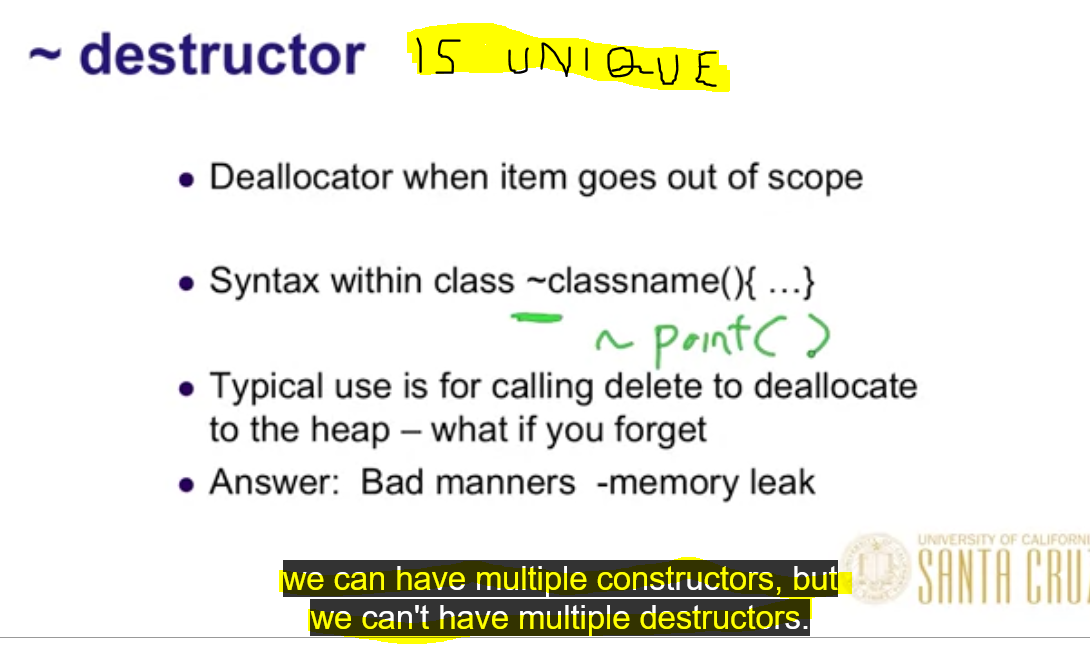 ~ destructor IS UNIQUE
• Deallocator when item goes out of scope
• Syntax within class ~classname(){ …}
~ point( )
• Typical use is for calling delete to deallocate
to the heap – what if you forget
• Answer:  Bad manners  -memory leak
UNIVERSITY OF CALIFORNI
SANTA CRU
we can have multiple constructors, but
we can't have multiple destructors.